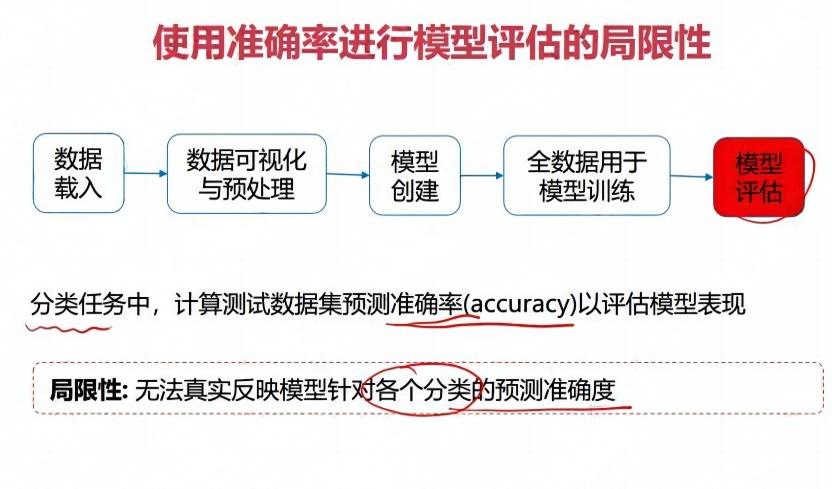 使用准确率进行模型评估的局限性
数据
载入
数据可视化
与预处理
模型
创建
全数据用于
模型训练
模型
评估
分类任务中，计算测试数据集预测准确率(accuracy)以评估模型表现
局限性: 无法真实反映模型针对各个分类的预测准确度